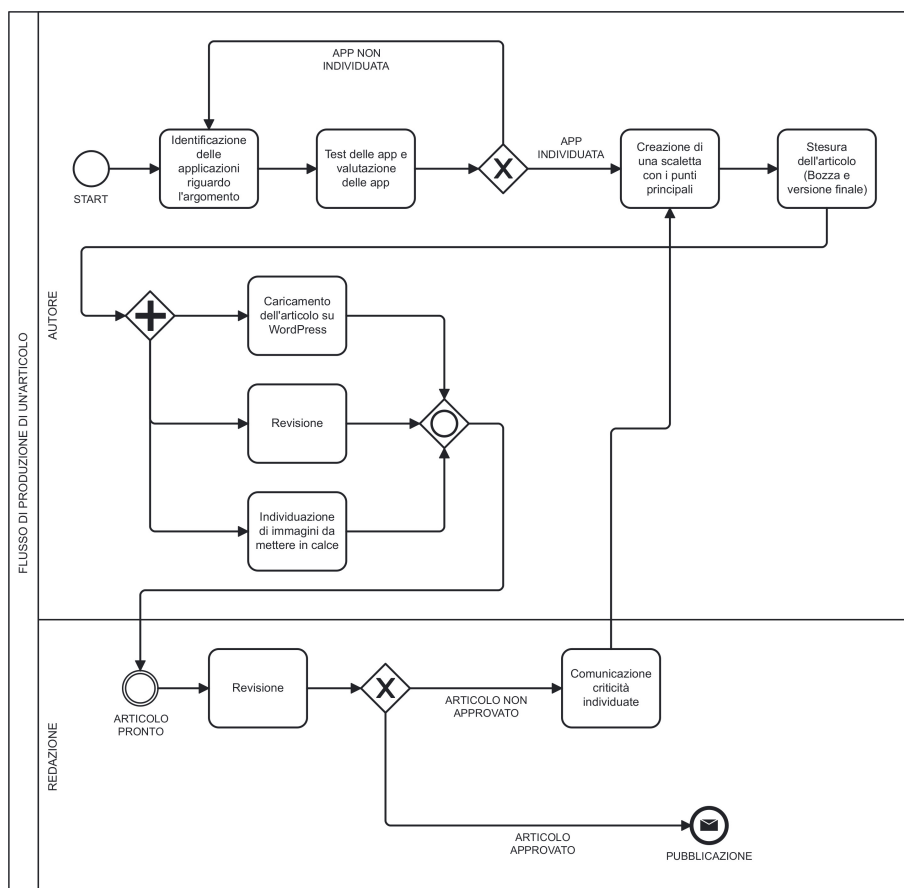 FLUSSO DI PRODUZIONE DI UN'ARTICOLO
AUTORE
APP NON
INDIVIDUATA
START
Identificazione
delle
applicazioni
riguardo
l'argomento
Test delle app e
valutazione
delle app
X
APP
INDIVIDUATA
Creazione di
una scaletta
con i punti
principali
Stesura
dell'articolo
(Bozza e
versione finale)
Caricamento
dell'articolo su
WordPress
Revisione
Individuazione
di immagini da
mettere in calce
REDAZIONE
ARTICOLO
PRONTO
Revisione
X
ARTICOLO NON
APPROVATO
Comunicazione
criticità
individuate
ARTICOLO
APPROVATO
PUBBLICAZIONE